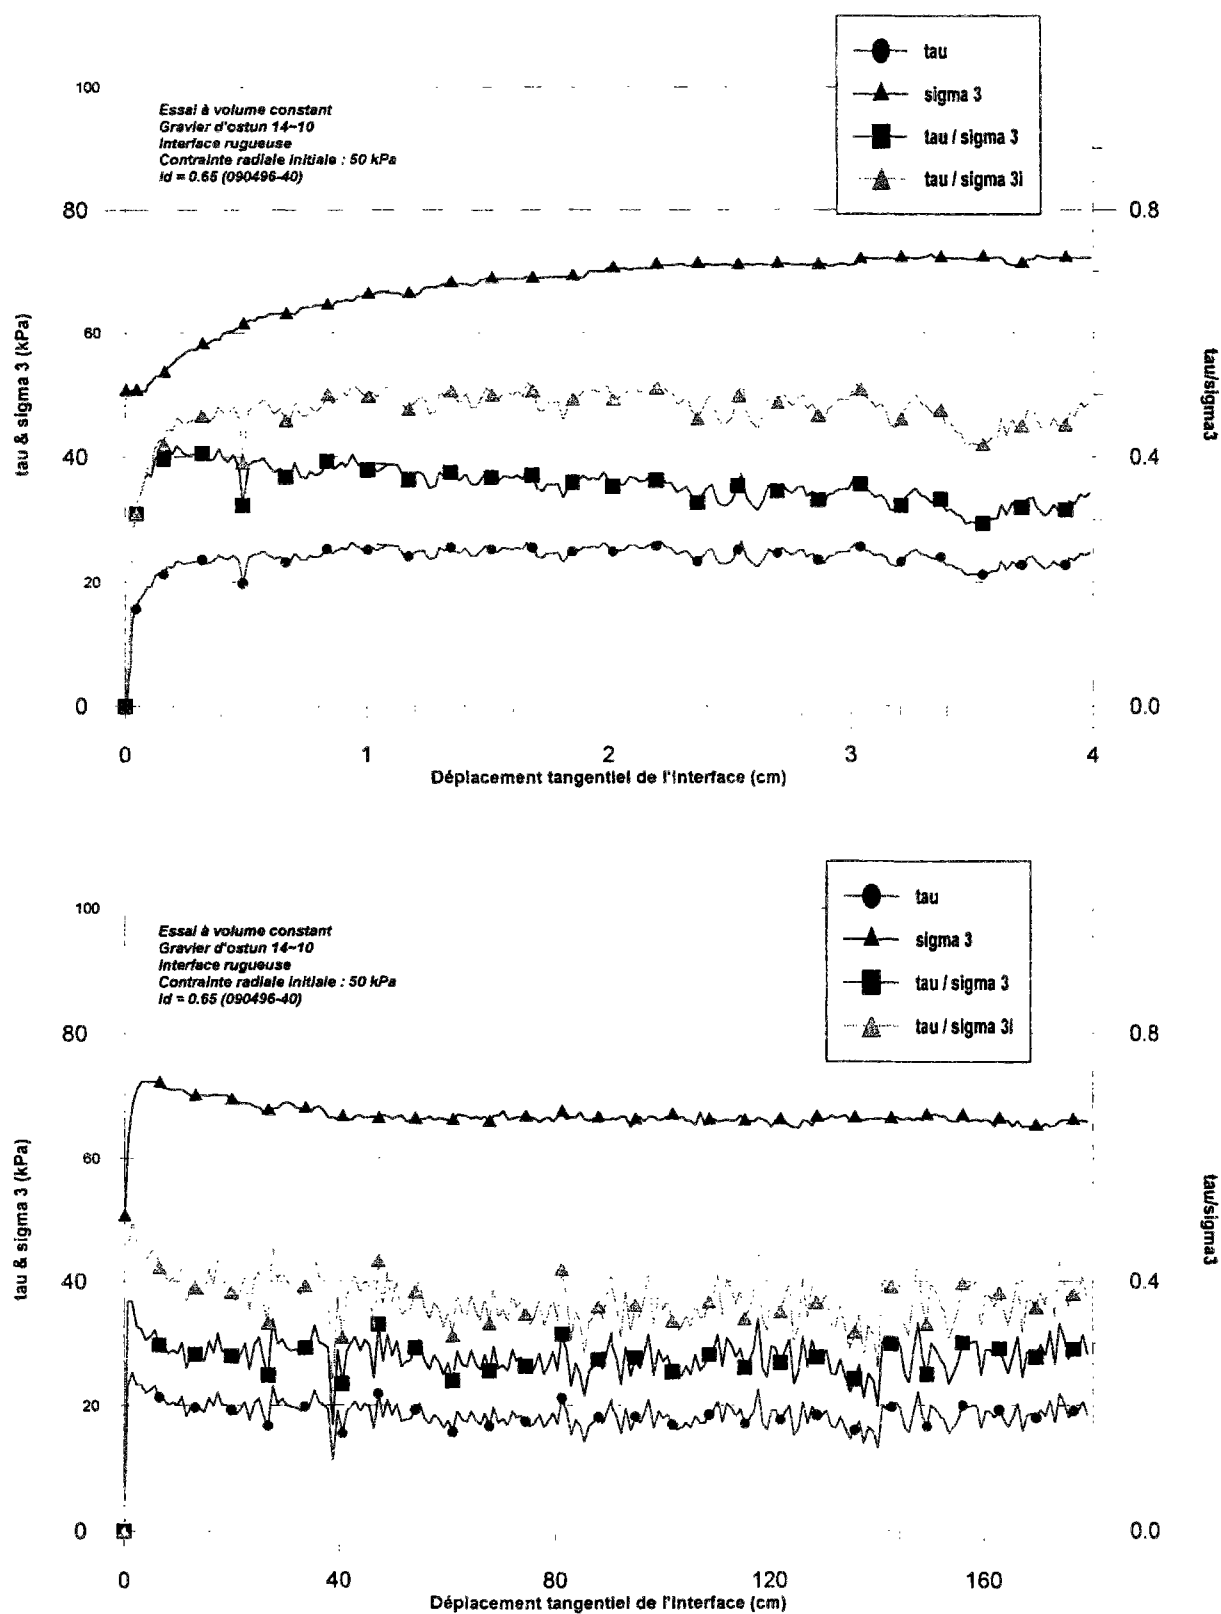 tau
sigma 3
tau / sigma 3
tau / sigma 3i
Essai à volume constant
Gravier d'ostun 14~10
Interface rugueuse
Contrainte radiale initiale : 50 kPa
Id = 0.65 (090496-40)
100
80
60
40
20
0
tau & sigma 3 (kPa)
0.8
0.4
0.0
tau/sigma3
0 1 2 3 4
Déplacement tangentiel de l'Interface (cm)
tau
sigma 3
tau / sigma 3
tau / sigma 3i
Essai à volume constant
Gravier d'ostun 14~10
Interface rugueuse
Contrainte radiale initiale : 50 kPa
Id = 0.65 (090496-40)
100
80
60
40
20
0
tau & sigma 3 (kPa)
0.8
0.4
0.0
tau/sigma3
0 40 80 120 160
Déplacement tangentiel de l'Interface (cm)